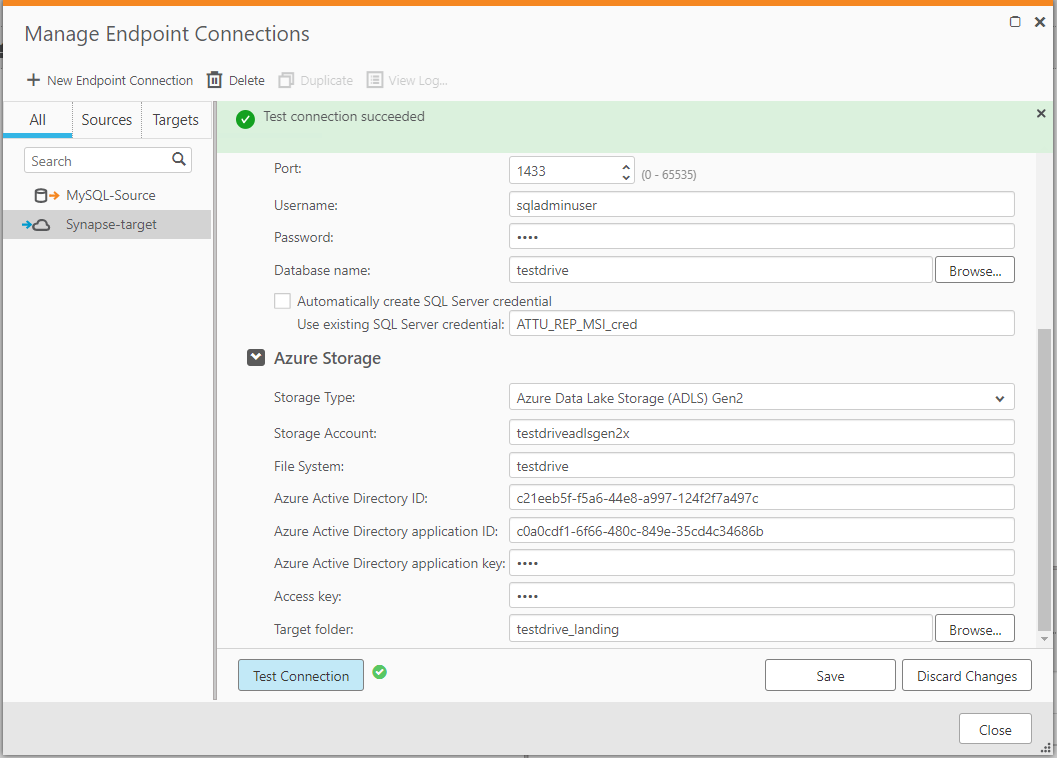 Manage Endpoint Connections
New Endpoint Connection Delete Duplicate View Log...
All Sources Targets
Search
MySQL-Source
Synapse-target
Test connection succeeded
Port: 1433 (0 - 65535)
Username: sqladminuser
Password: ••••
Database name: testdrive Browse...
Automatically create SQL Server credential
Use existing SQL Server credential: ATTU_REP_MSI_cred
Azure Storage
Storage Type: Azure Data Lake Storage (ADLS) Gen2
Storage Account: testdriveadlsgen2x
File System: testdrive
Azure Active Directory ID: c21eeb5f-f5a6-44e8-a997-124f2f7a497c
Azure Active Directory application ID: c0a0cdf1-6f66-480c-849e-35cd4c34686b
Azure Active Directory application key: ••••
Access key: ••••
Target folder: testdrive_landing Browse...
Test Connection Save Discard Changes
Close